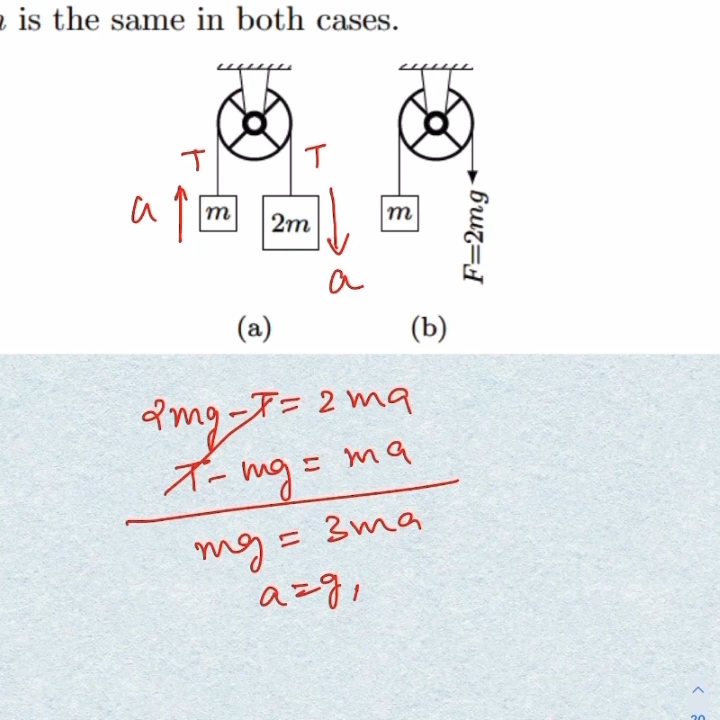 is the same in both cases.
T T
a m 2m m F=2mg
a
(a) (b)
2mg-T= 2ma
T- mg= ma
mg = 3ma
a=g,